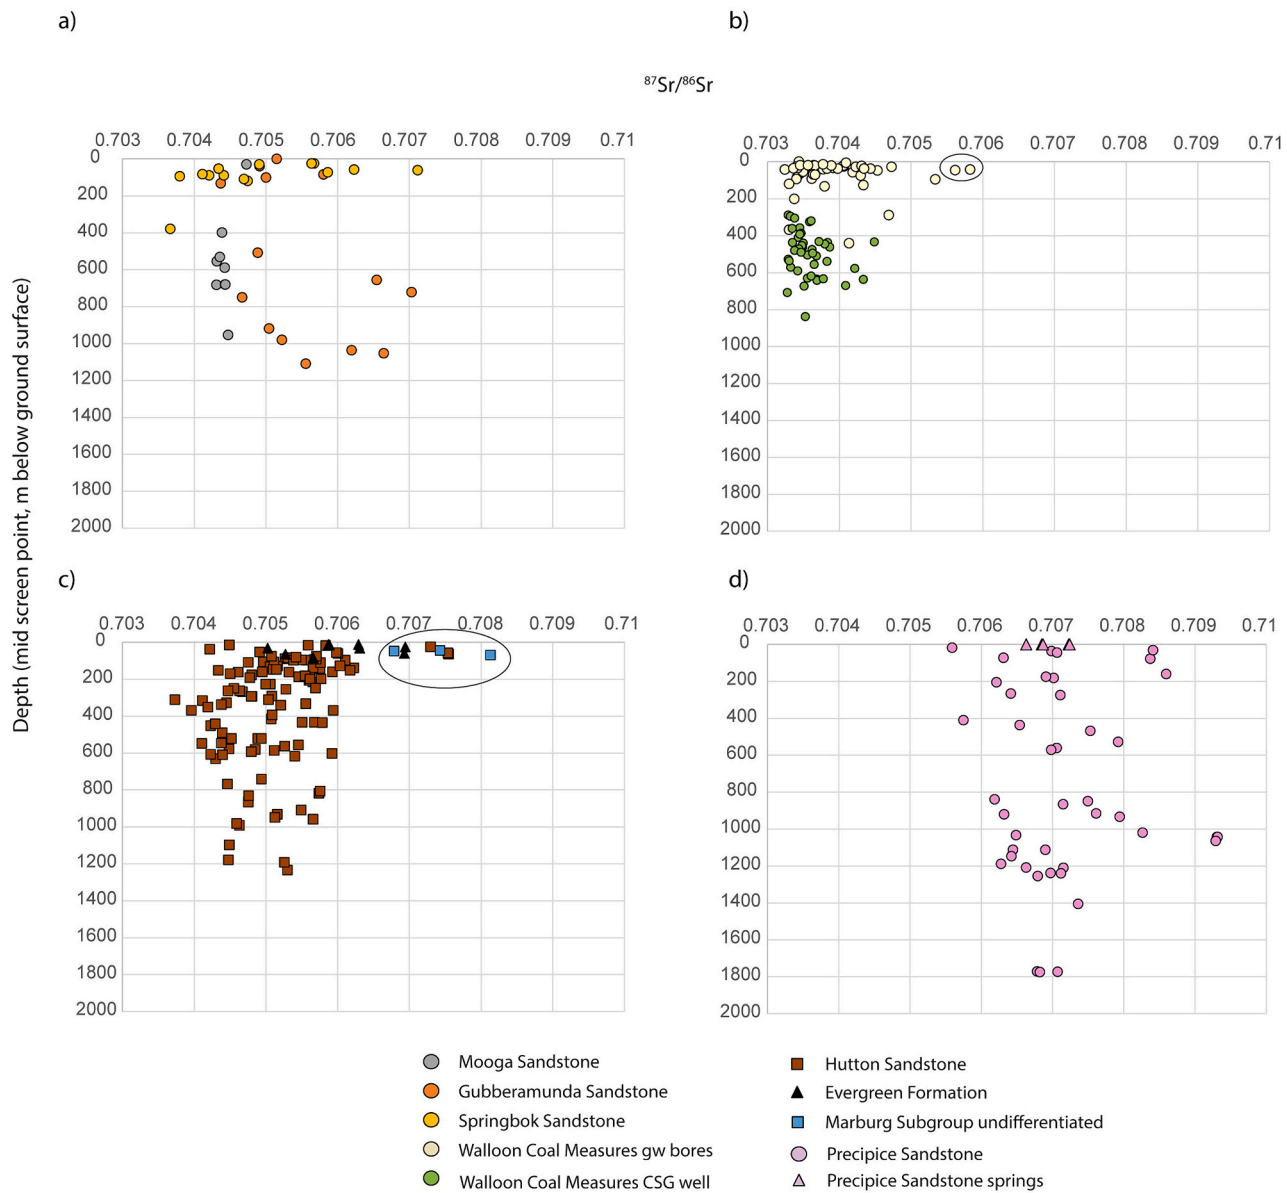 a)
b)
87Sr/86Sr
0.703 0.704 0.705 0.706 0.707 0.708 0.709 0.71
0
200
400
600
800
1000
1200
1400
1600
1800
2000
0.703 0.704 0.705 0.706 0.707 0.708 0.709 0.71
0
200
400
600
800
1000
1200
1400
1600
1800
2000
Depth (mid screen point, m below ground surface)
c)
d)
0.703 0.704 0.705 0.706 0.707 0.708 0.709 0.71
0
200
400
600
800
1000
1200
1400
1600
1800
2000
0.703 0.704 0.705 0.706 0.707 0.708 0.709 0.71
0
200
400
600
800
1000
1200
1400
1600
1800
2000
Mooga Sandstone
Gubberamunda Sandstone
Springbok Sandstone
Walloon Coal Measures gw bores
Walloon Coal Measures CSG well
Hutton Sandstone
Evergreen Formation
Marburg Subgroup undifferentiated
Precipice Sandstone
Precipice Sandstone springs